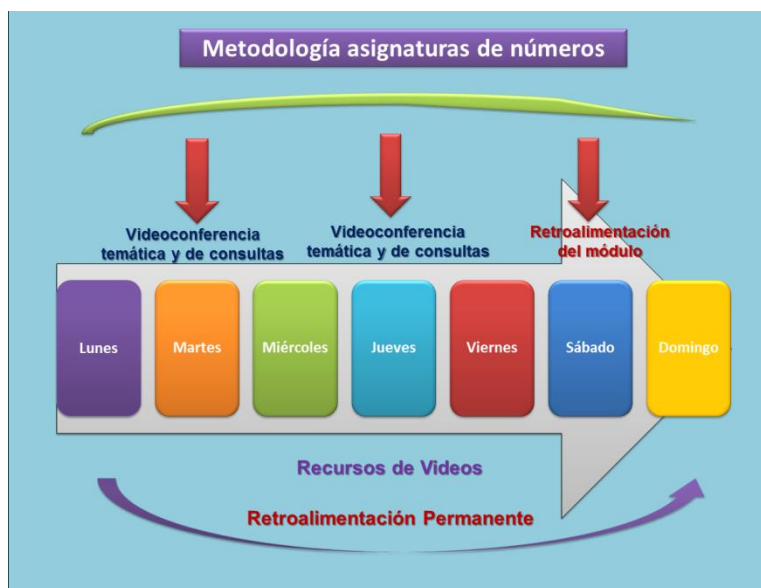 Metodología asignaturas de números
Videoconferencia
temática y de consultas
Videoconferencia
temática y de consultas
Retroalimentación
del módulo
Lunes
Martes
Miércoles
Jueves
Viernes
Sábado
Domingo
Recursos de Videos
Retroalimentación Permanente